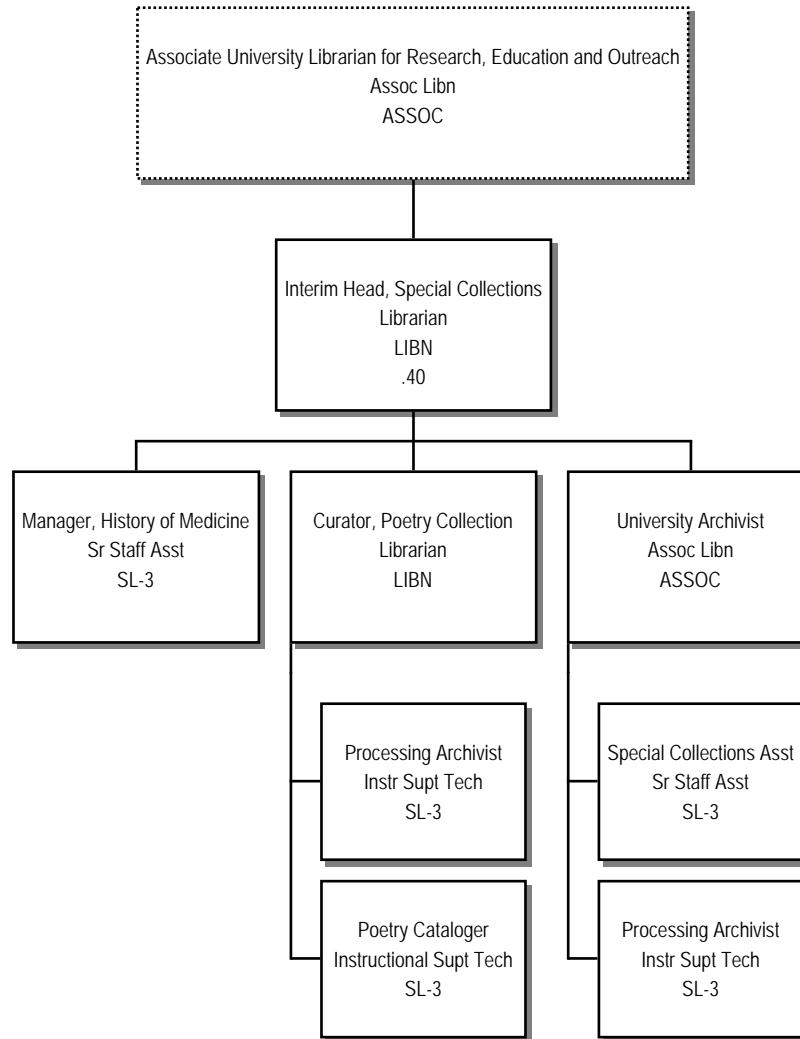 Associate University Librarian for Research, Education and Outreach
Assoc Libn
ASSOC
Interim Head, Special Collections
Librarian
LIBN
.40
Manager, History of Medicine
Sr Staff Asst
SL-3
Curator, Poetry Collection
Librarian
LIBN
University Archivist
Assoc Libn
ASSOC
Processing Archivist
Instr Supt Tech
SL-3
Special Collections Asst
Sr Staff Asst
SL-3
Poetry Cataloger
Instructional Supt Tech
SL-3
Processing Archivist
Instr Supt Tech
SL-3